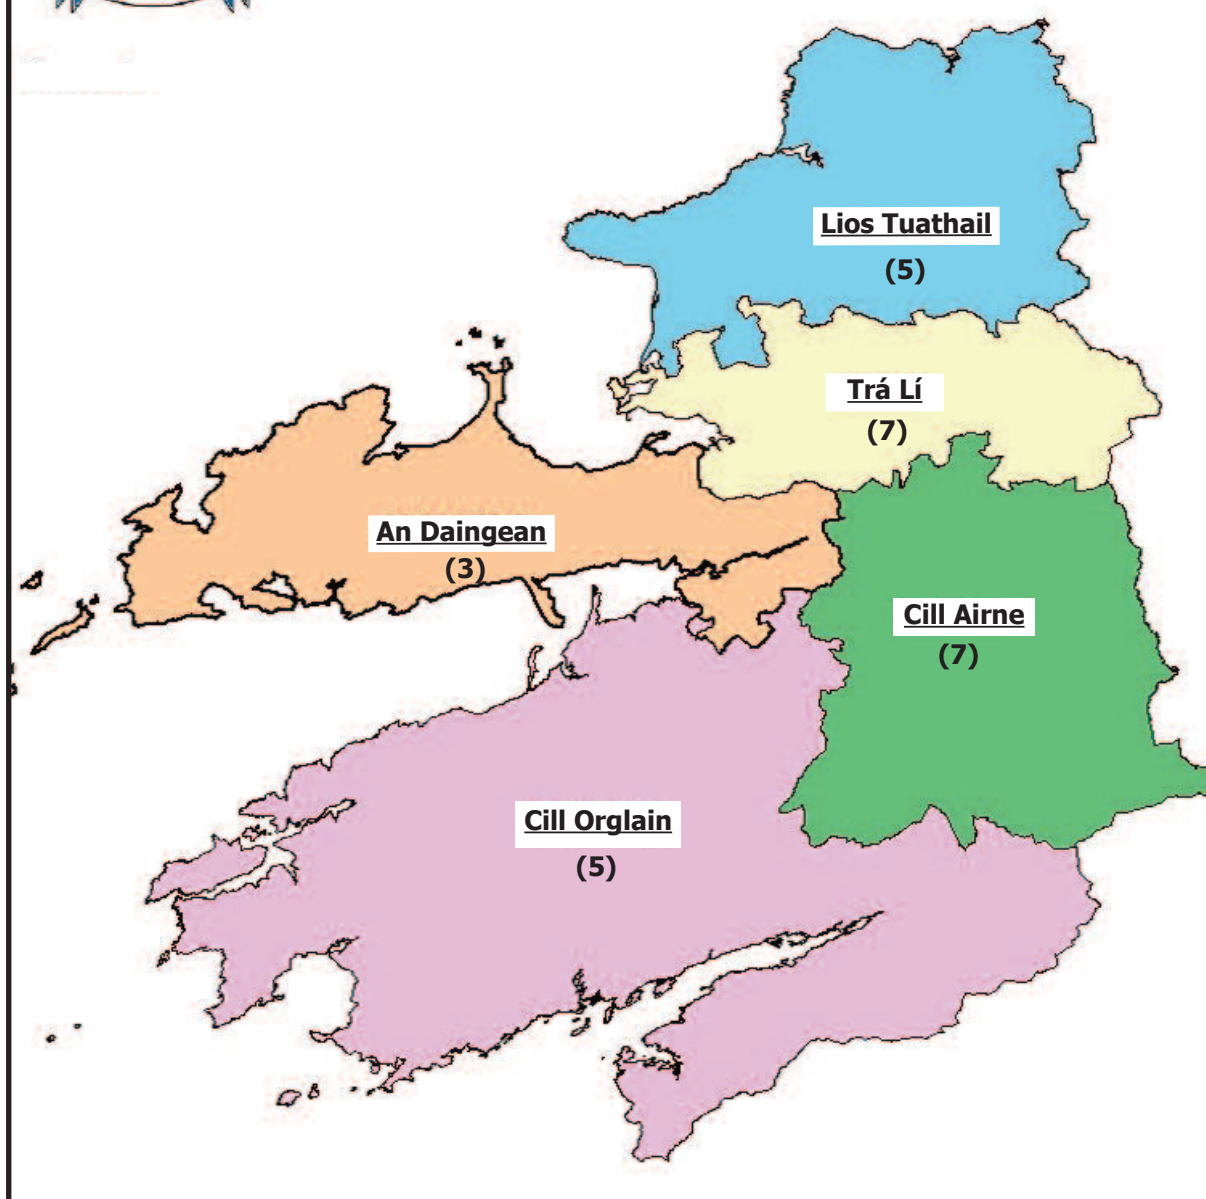 Lios Tuathail
(5)
Trá Lí
(7)
An Daingean
(3)
Cill Airne
(7)
Cill Orglain
(5)